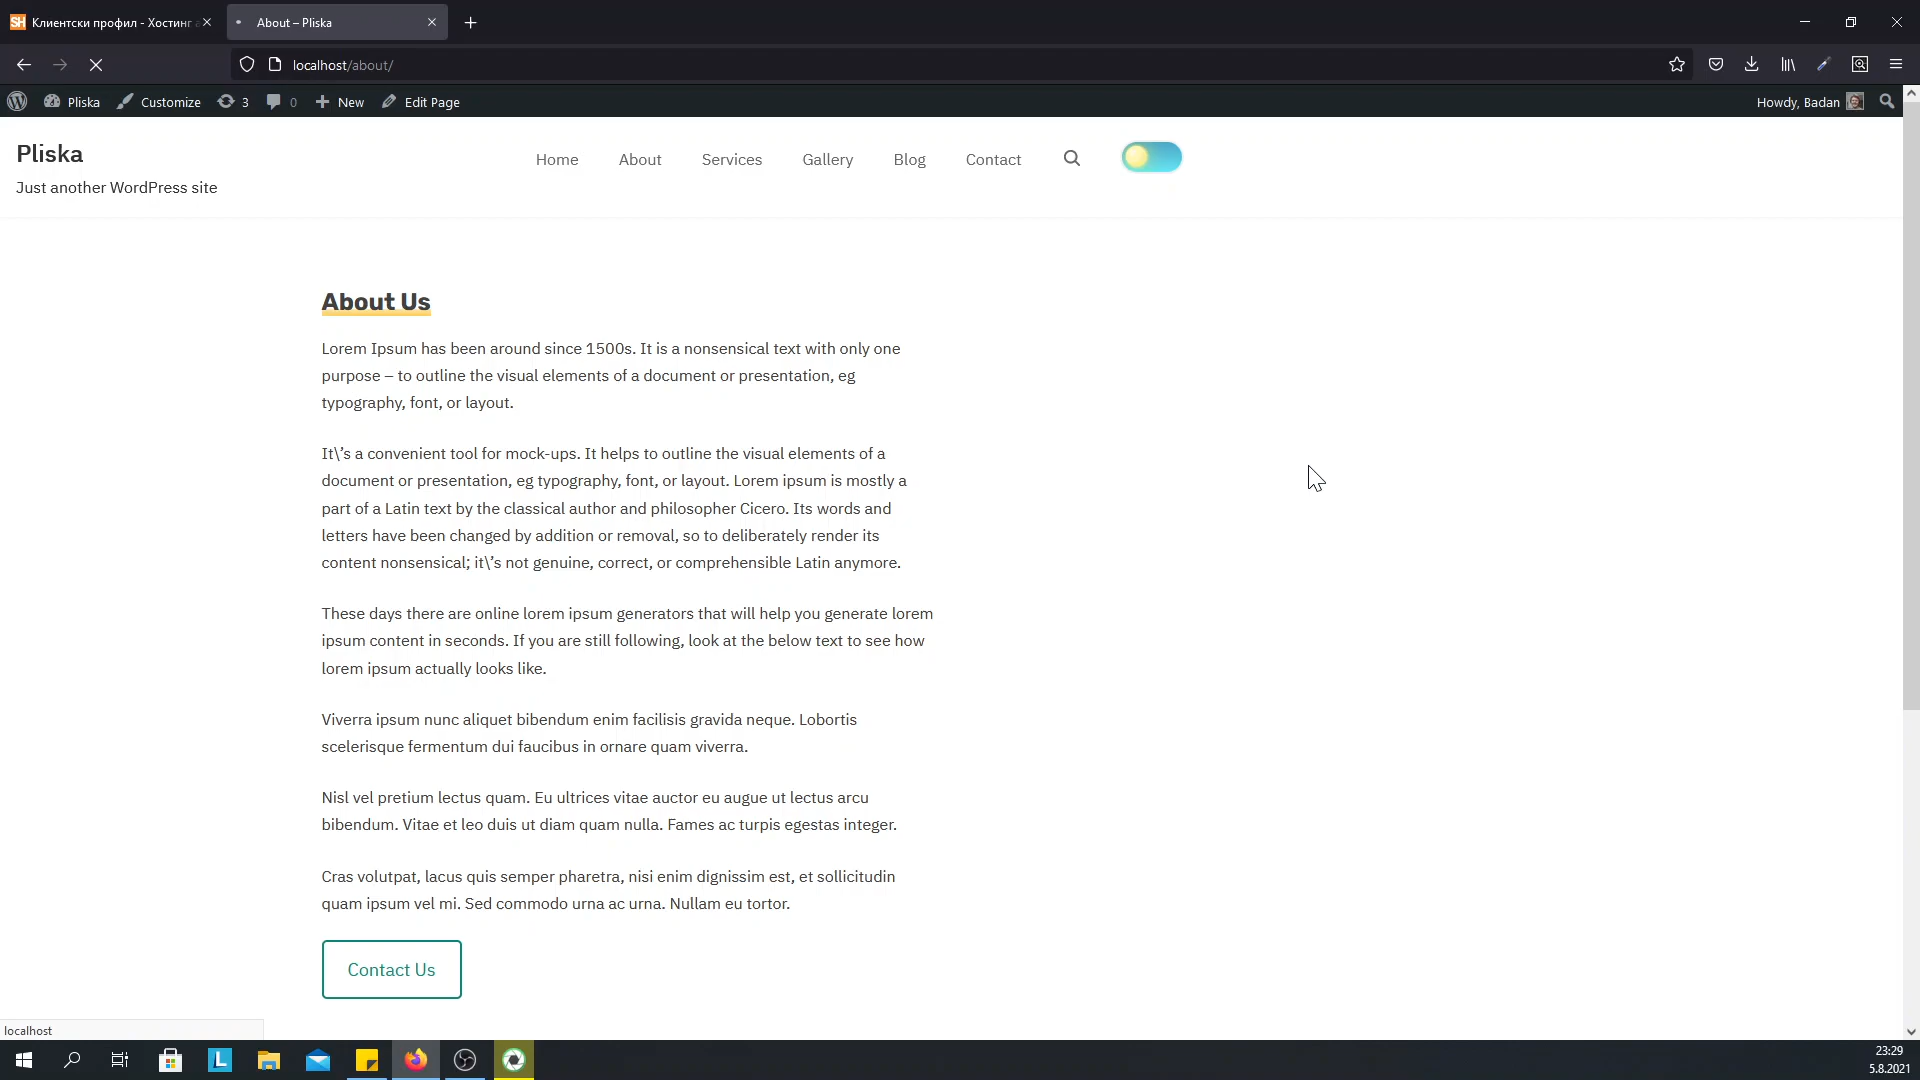 Клиентски профил - Хостинг
About – Pliska
localhost/about/
Pliska
Customize
3
0
New
Edit Page
Howdy, Badan
Pliska
Just another WordPress site
Home
About
Services
Gallery
Blog
Contact
About Us
Lorem Ipsum has been around since 1500s. It is a nonsensical text with only one
purpose – to outline the visual elements of a document or presentation, eg
typography, font, or layout.
It\’s a convenient tool for mock-ups. It helps to outline the visual elements of a
document or presentation, eg typography, font, or layout. Lorem ipsum is mostly a
part of a Latin text by the classical author and philosopher Cicero. Its words and
letters have been changed by addition or removal, so to deliberately render its
content nonsensical; it\’s not genuine, correct, or comprehensible Latin anymore.
These days there are online lorem ipsum generators that will help you generate lorem
ipsum content in seconds. If you are still following, look at the below text to see how
lorem ipsum actually looks like.
Viverra ipsum nunc aliquet bibendum enim facilisis gravida neque. Lobortis
scelerisque fermentum dui faucibus in ornare quam viverra.
Nisl vel pretium lectus quam. Eu ultrices vitae auctor eu augue ut lectus arcu
bibendum. Vitae et leo duis ut diam quam nulla. Fames ac turpis egestas integer.
Cras volutpat, lacus quis semper pharetra, nisi enim dignissim est, et sollicitudin
quam ipsum vel mi. Sed commodo urna ac urna. Nullam eu tortor.
Contact Us
localhost
23:29
5.8.2021